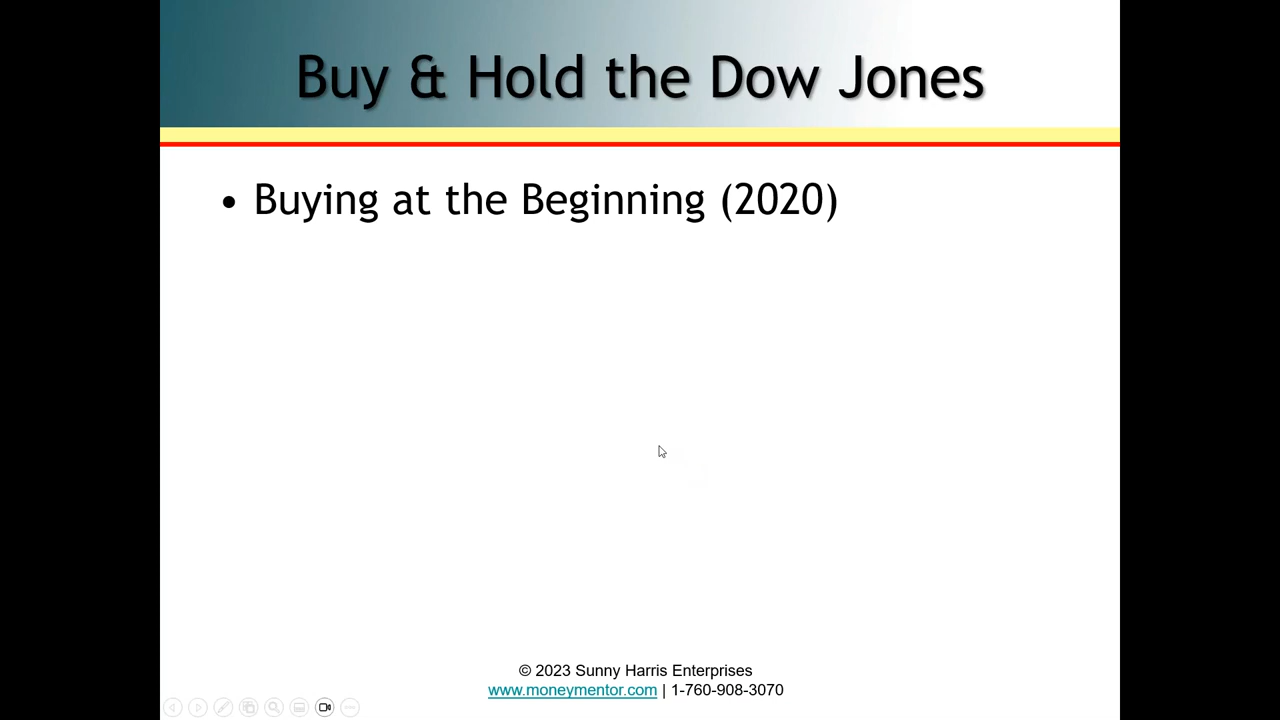 Buy & Hold the Dow Jones
• Buying at the Beginning (2020)
© 2023 Sunny Harris Enterprises
www.moneymentor.com | 1-760-908-3070